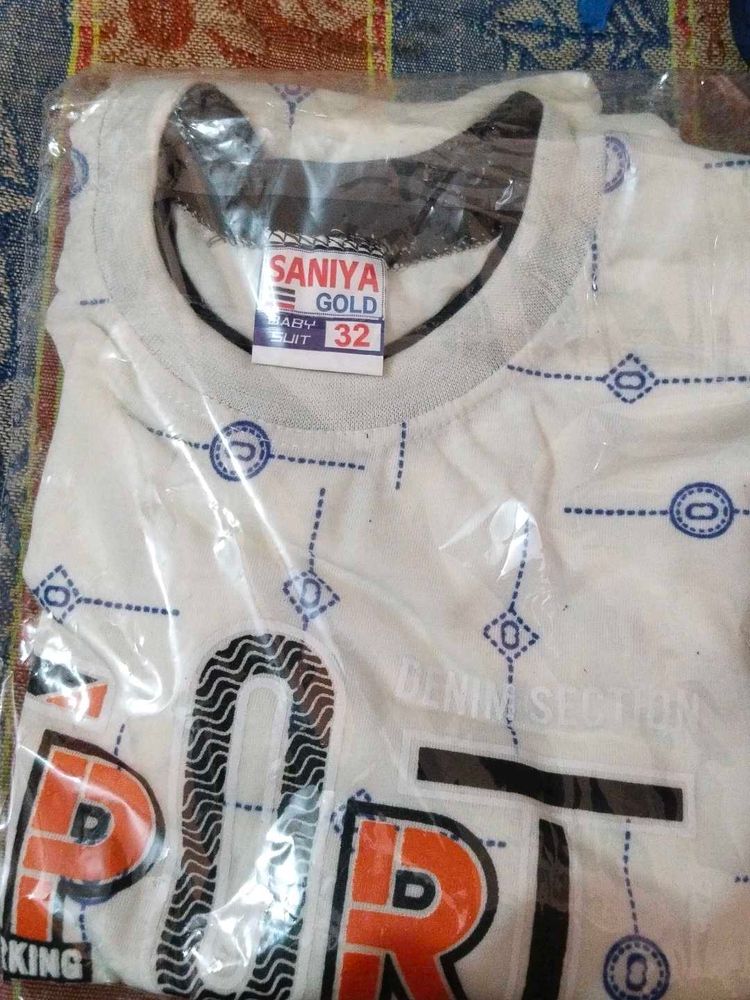 SANIYA
GOLD
BABY
SUIT
32
DENIM SECTION
PORT
RKING